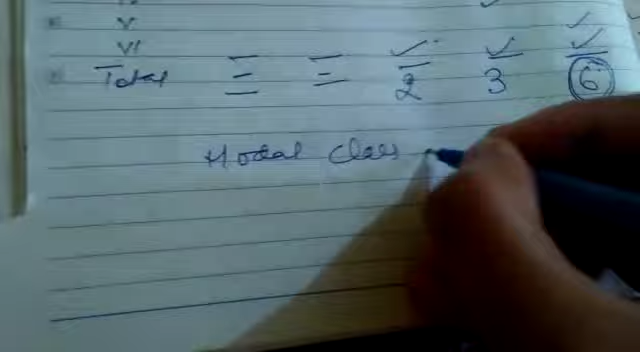 V ✓
VI ✓ ✓ ✓
Total - - 2 3 6
Modal class